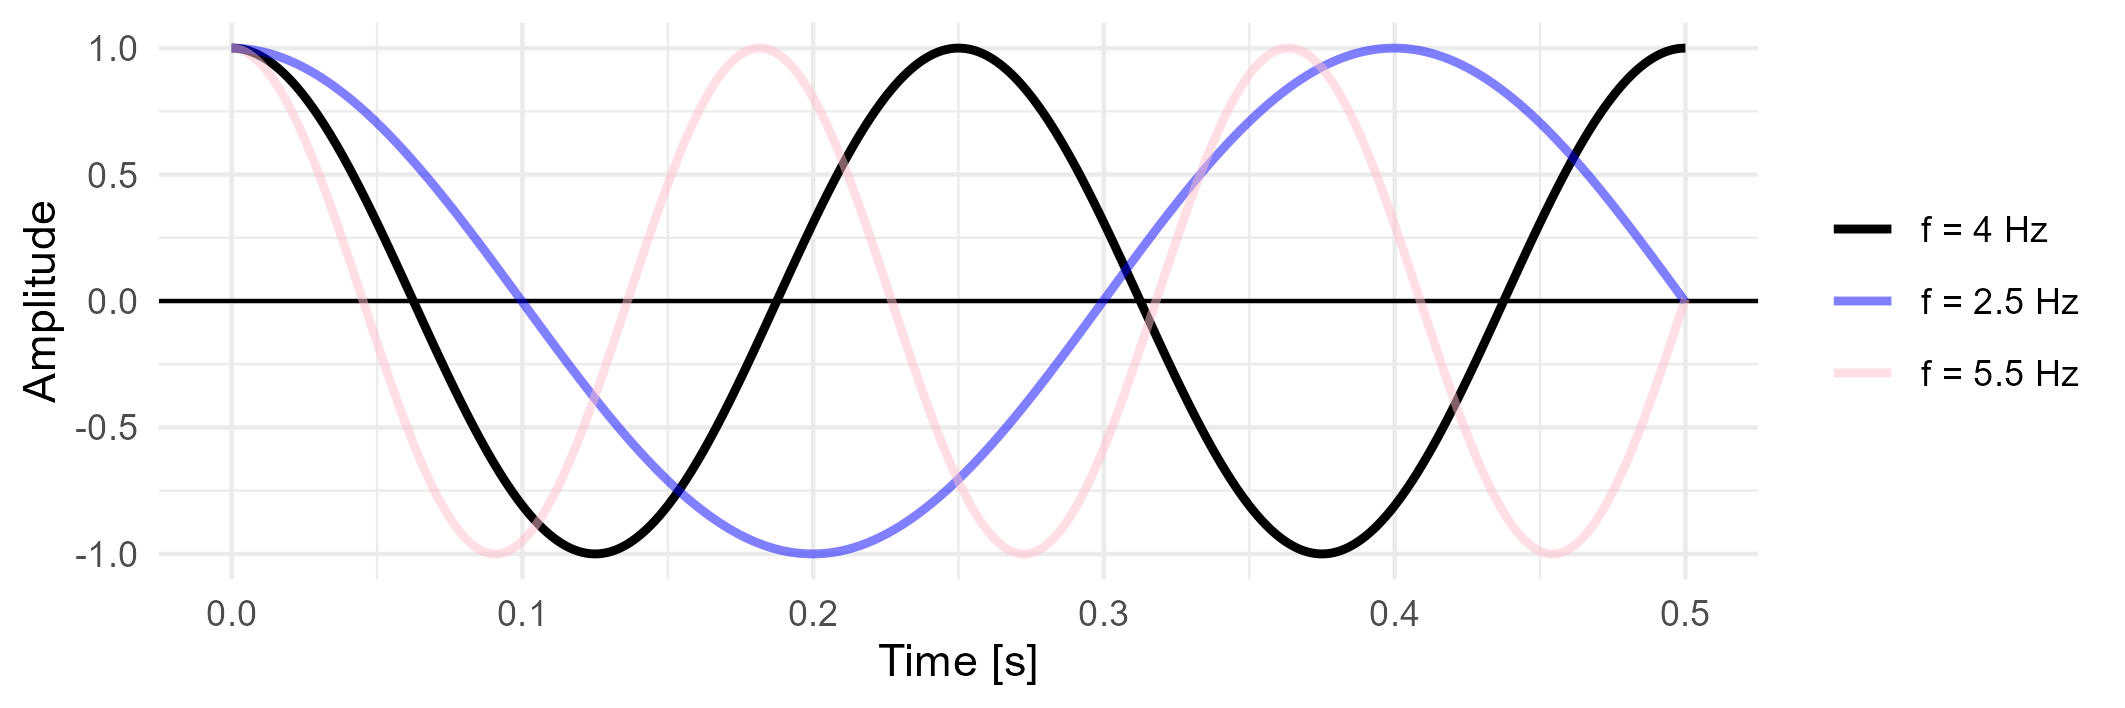 Amplitude
1.0
0.5
0.0
-0.5
-1.0
0.0 0.1 0.2 0.3 0.4 0.5
Time [s]
f = 4 Hz
f = 2.5 Hz
f = 5.5 Hz